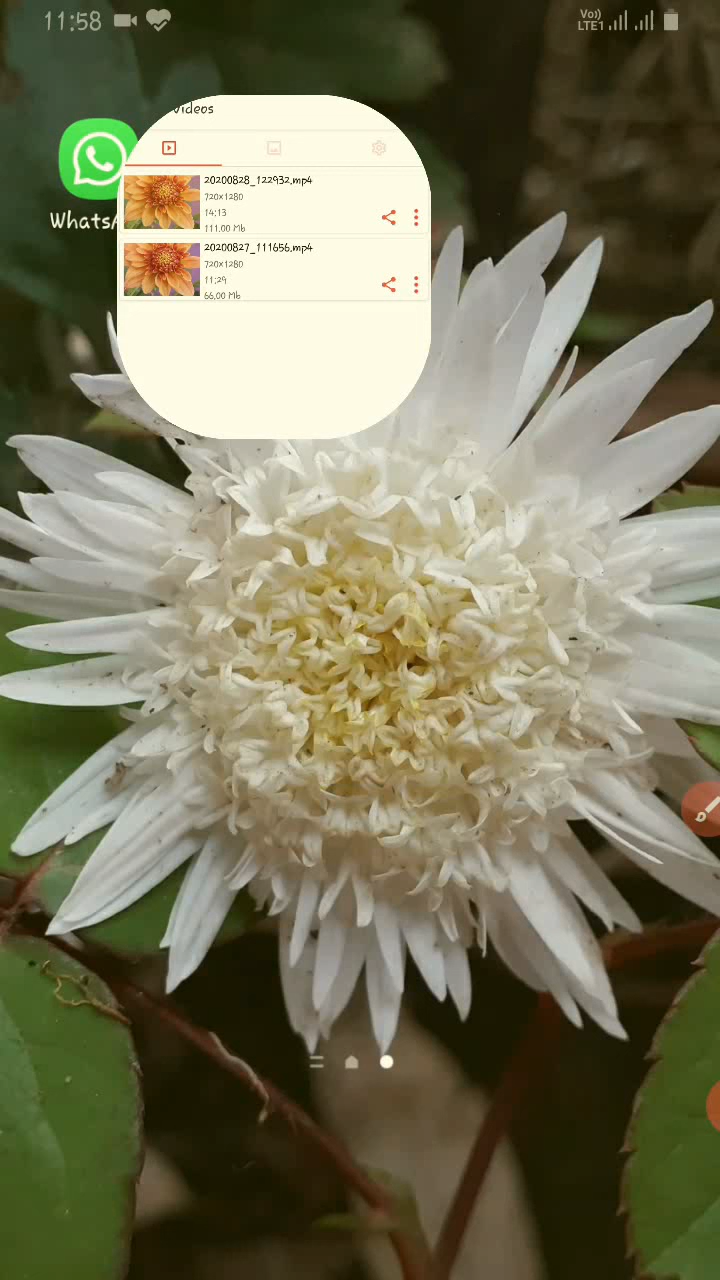 11:58
Vo))
LTE1
Videos
WhatsA
20200828_122932.mp4
720x1280
14:13
111.00 Mb
20200827_111656.mp4
720x1280
11:29
66.00 Mb